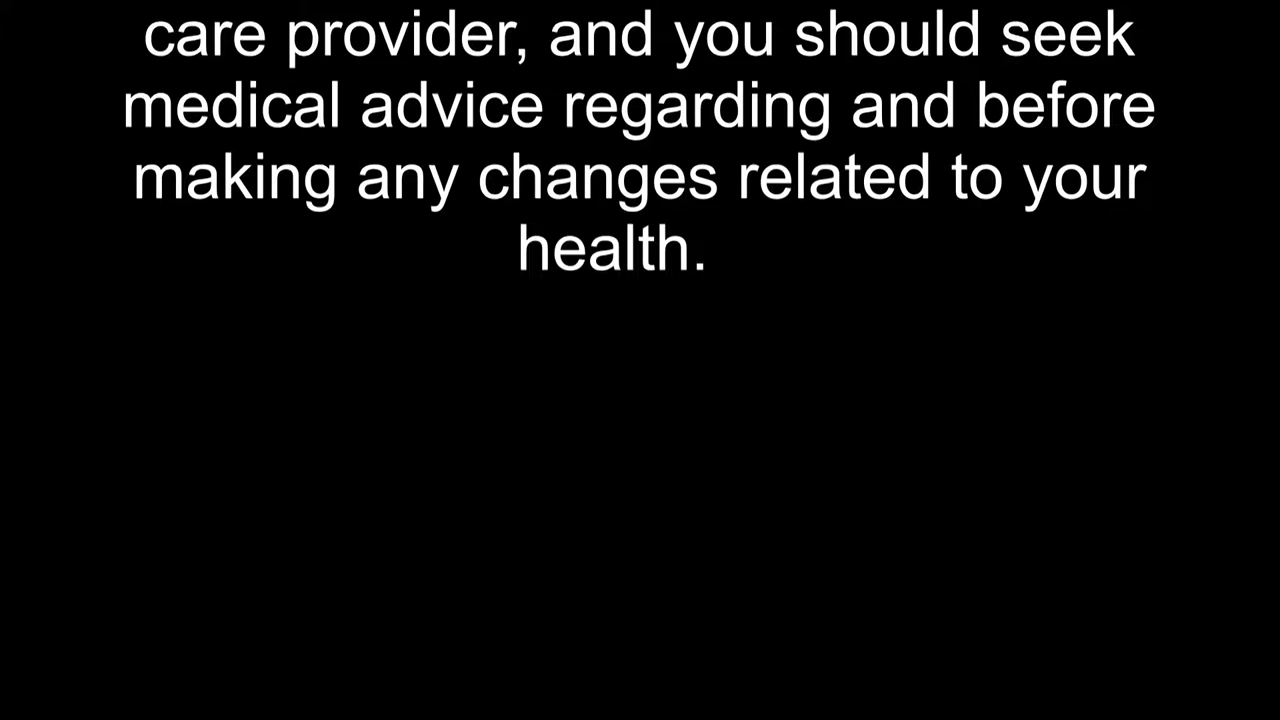 care provider, and you should seek
medical advice regarding and before
making any changes related to your
health.